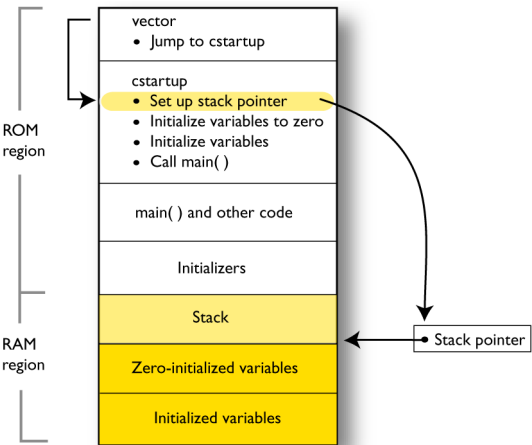 vector
• Jump to cstartup
cstartup
• Set up stack pointer
• Initialize variables to zero
• Initialize variables
• Call main( )
ROM
region
main( ) and other code
Initializers
Stack
RAM
region
Stack pointer
Zero-initialized variables
Initialized variables